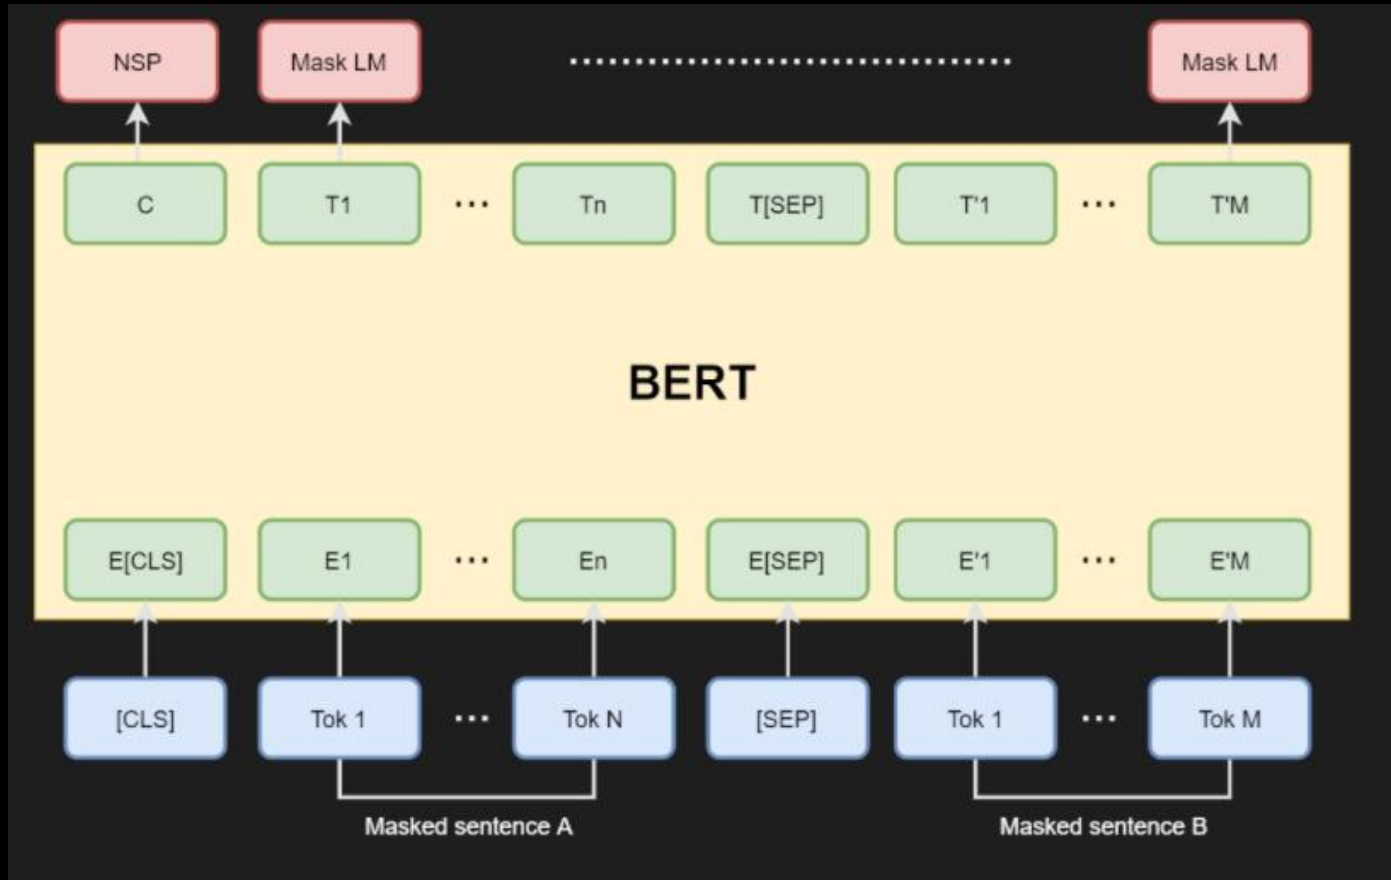 NSP Mask LM Mask LM
C T1 ... Tn T[SEP] T'1 ... T'M
BERT
E[CLS] E1 ... En E[SEP] E'1 ... E'M
[CLS] Tok 1 ... Tok N [SEP] Tok 1 ... Tok M
Masked sentence A Masked sentence B